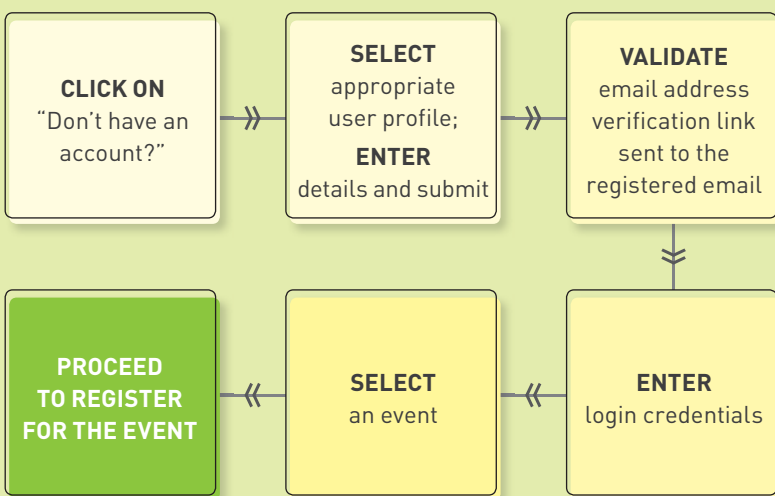 CLICK ON
“Don’t have an
account?”
SELECT
appropriate
user profile;
ENTER
details and submit
VALIDATE
email address
verification link
sent to the
registered email
ENTER
login credentials
SELECT
an event
PROCEED
TO REGISTER
FOR THE EVENT